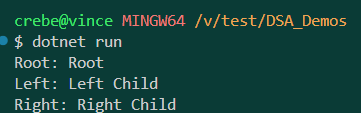 crebe@vince MINGW64 /v/test/DSA_Demos
$ dotnet run
Root: Root
Left: Left Child
Right: Right Child